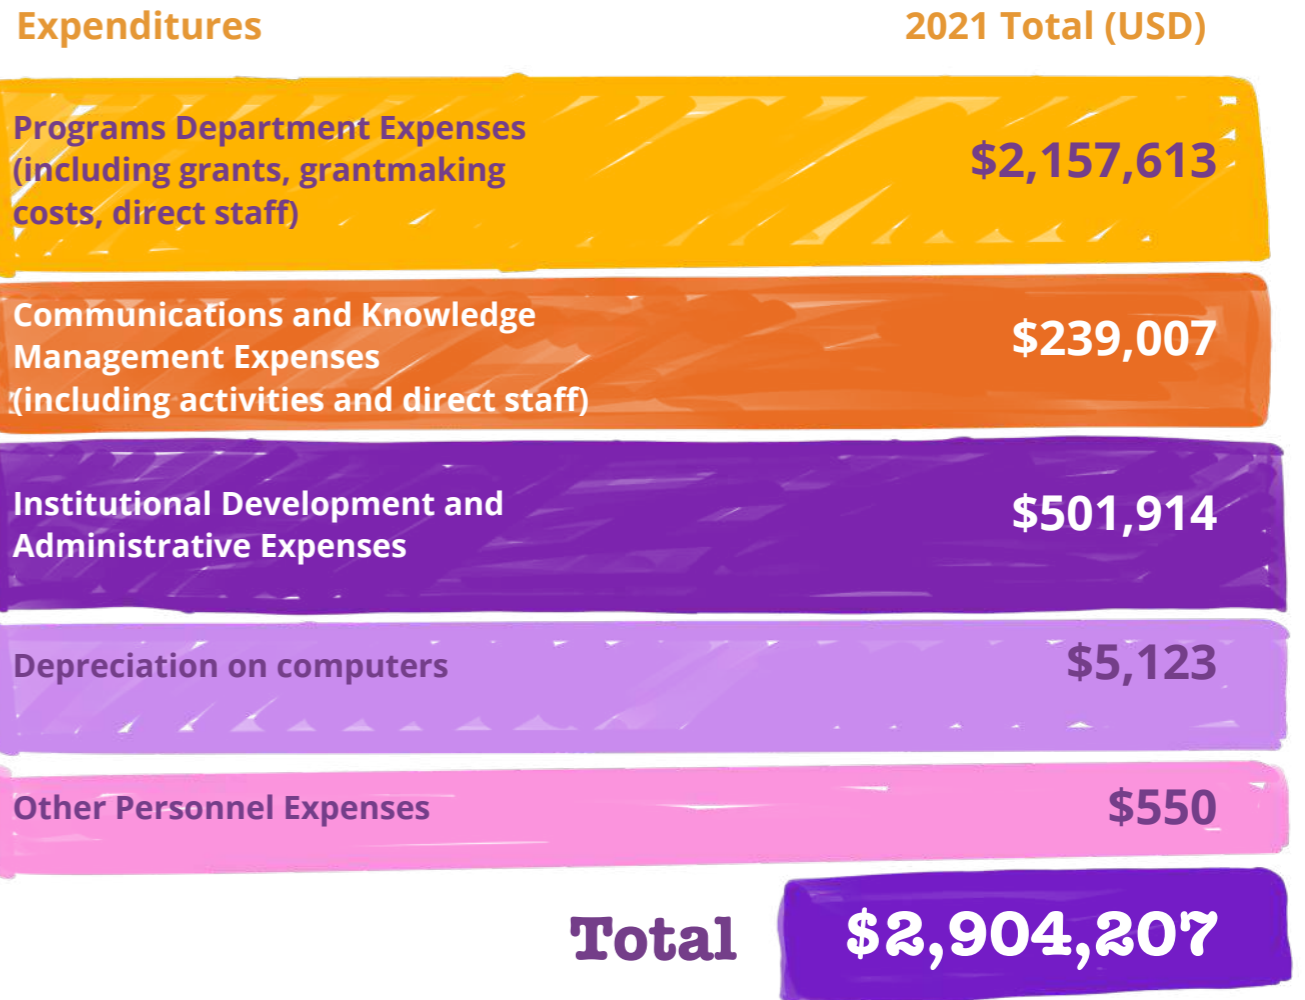 Expenditures 2021 Total (USD)
Programs Department Expenses
(including grants, grantmaking
costs, direct staff)
$2,157,613
Communications and Knowledge
Management Expenses
(including activities and direct staff)
$239,007
Institutional Development and
Administrative Expenses
$501,914
Depreciation on computers $5,123
Other Personnel Expenses $550
Total $2,904,207